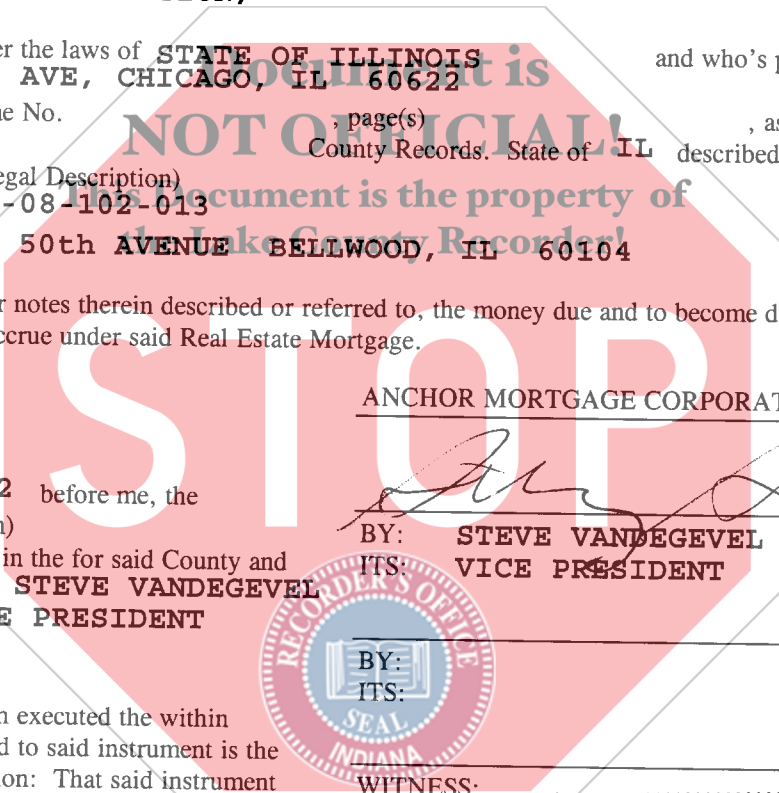 er the laws of STATE OF ILLINOIS and who's p
AVE, CHICAGO, IL 60622
Document is
ne No. , page(s) , as
NOT OFFICIAL!
County Records. State of IL described
egal Description)
This Document is the property of
-08-102-013
the Lake County Recorder!
50th AVENUE BELLWOOD, IL 60104
r notes therein described or referred to, the money due and to become d
ccrue under said Real Estate Mortgage.
STOP
ANCHOR MORTGAGE CORPORAT
2 before me, the
n)
BY: STEVE VANDEGEVEL
in the for said County and
ITS: VICE PRESIDENT
STEVE VANDEGEVEL
E PRESIDENT
RECORDER'S OFFICE
SEAL
INDIANA
BY:
ITS:
n executed the within
d to said instrument is the
ion: That said instrument
WITNESS: